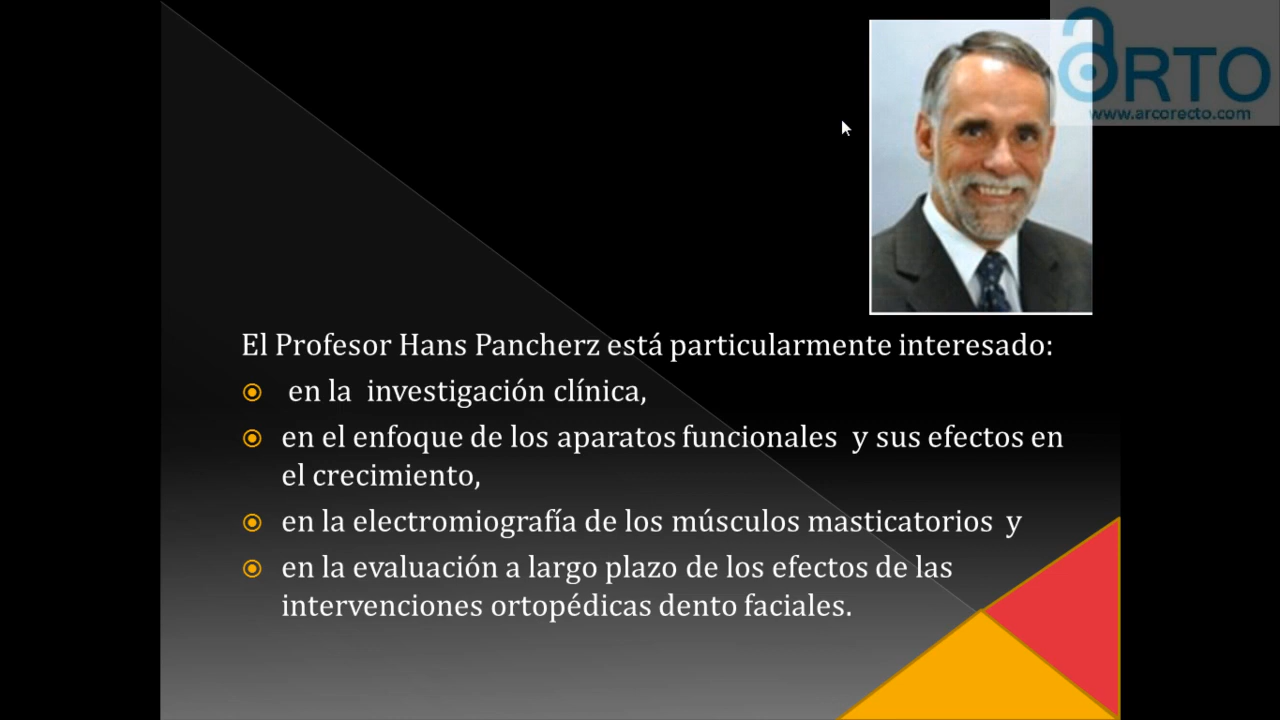 ARTO
www.arcorecto.com
El Profesor Hans Pancherz está particularmente interesado:
en la investigación clínica,
en el enfoque de los aparatos funcionales y sus efectos en
el crecimiento,
en la electromiografía de los músculos masticatorios y
en la evaluación a largo plazo de los efectos de las
intervenciones ortopédicas dento faciales.